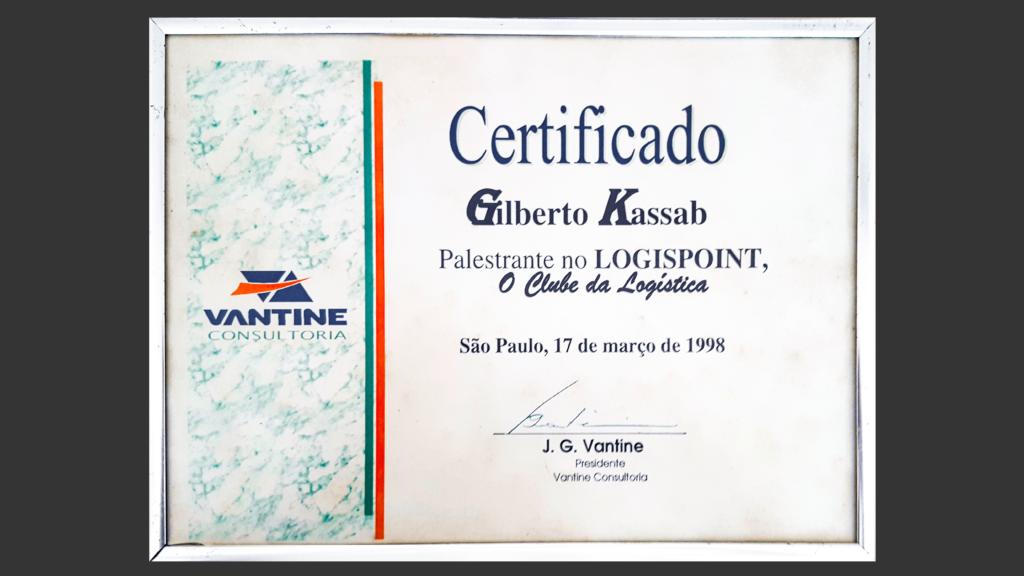 Certificado
Gilberto Kassab
Palestrante no LOGISPOINT,
O Clube da Logística
São Paulo, 17 de março de 1998
J. G. Vantine
Presidente
Vantine Consultoria
VANTINE
CONSULTORIA